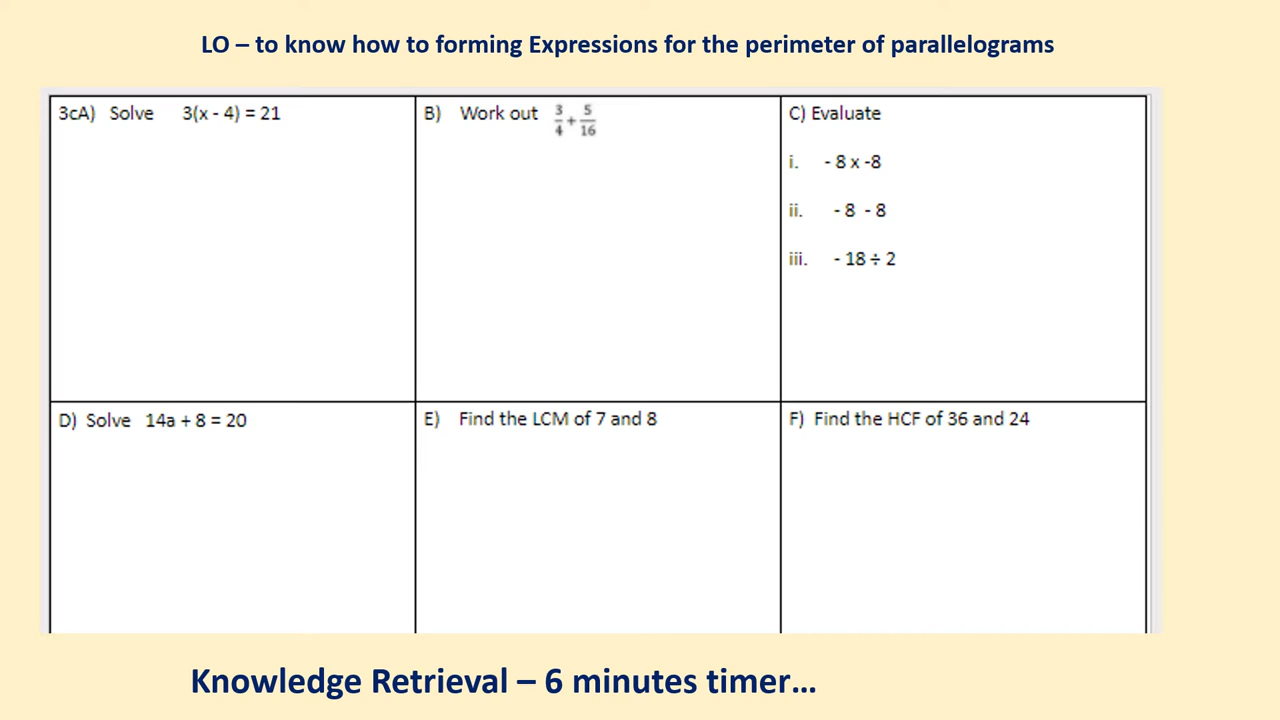 LO – to know how to forming Expressions for the perimeter of parallelograms
3cA) Solve 3(x - 4) = 21
B) Work out 3/4 + 5/16
C) Evaluate
i. - 8 x -8
ii. - 8 - 8
iii. - 18 ÷ 2
D) Solve 14a + 8 = 20
E) Find the LCM of 7 and 8
F) Find the HCF of 36 and 24
Knowledge Retrieval – 6 minutes timer…